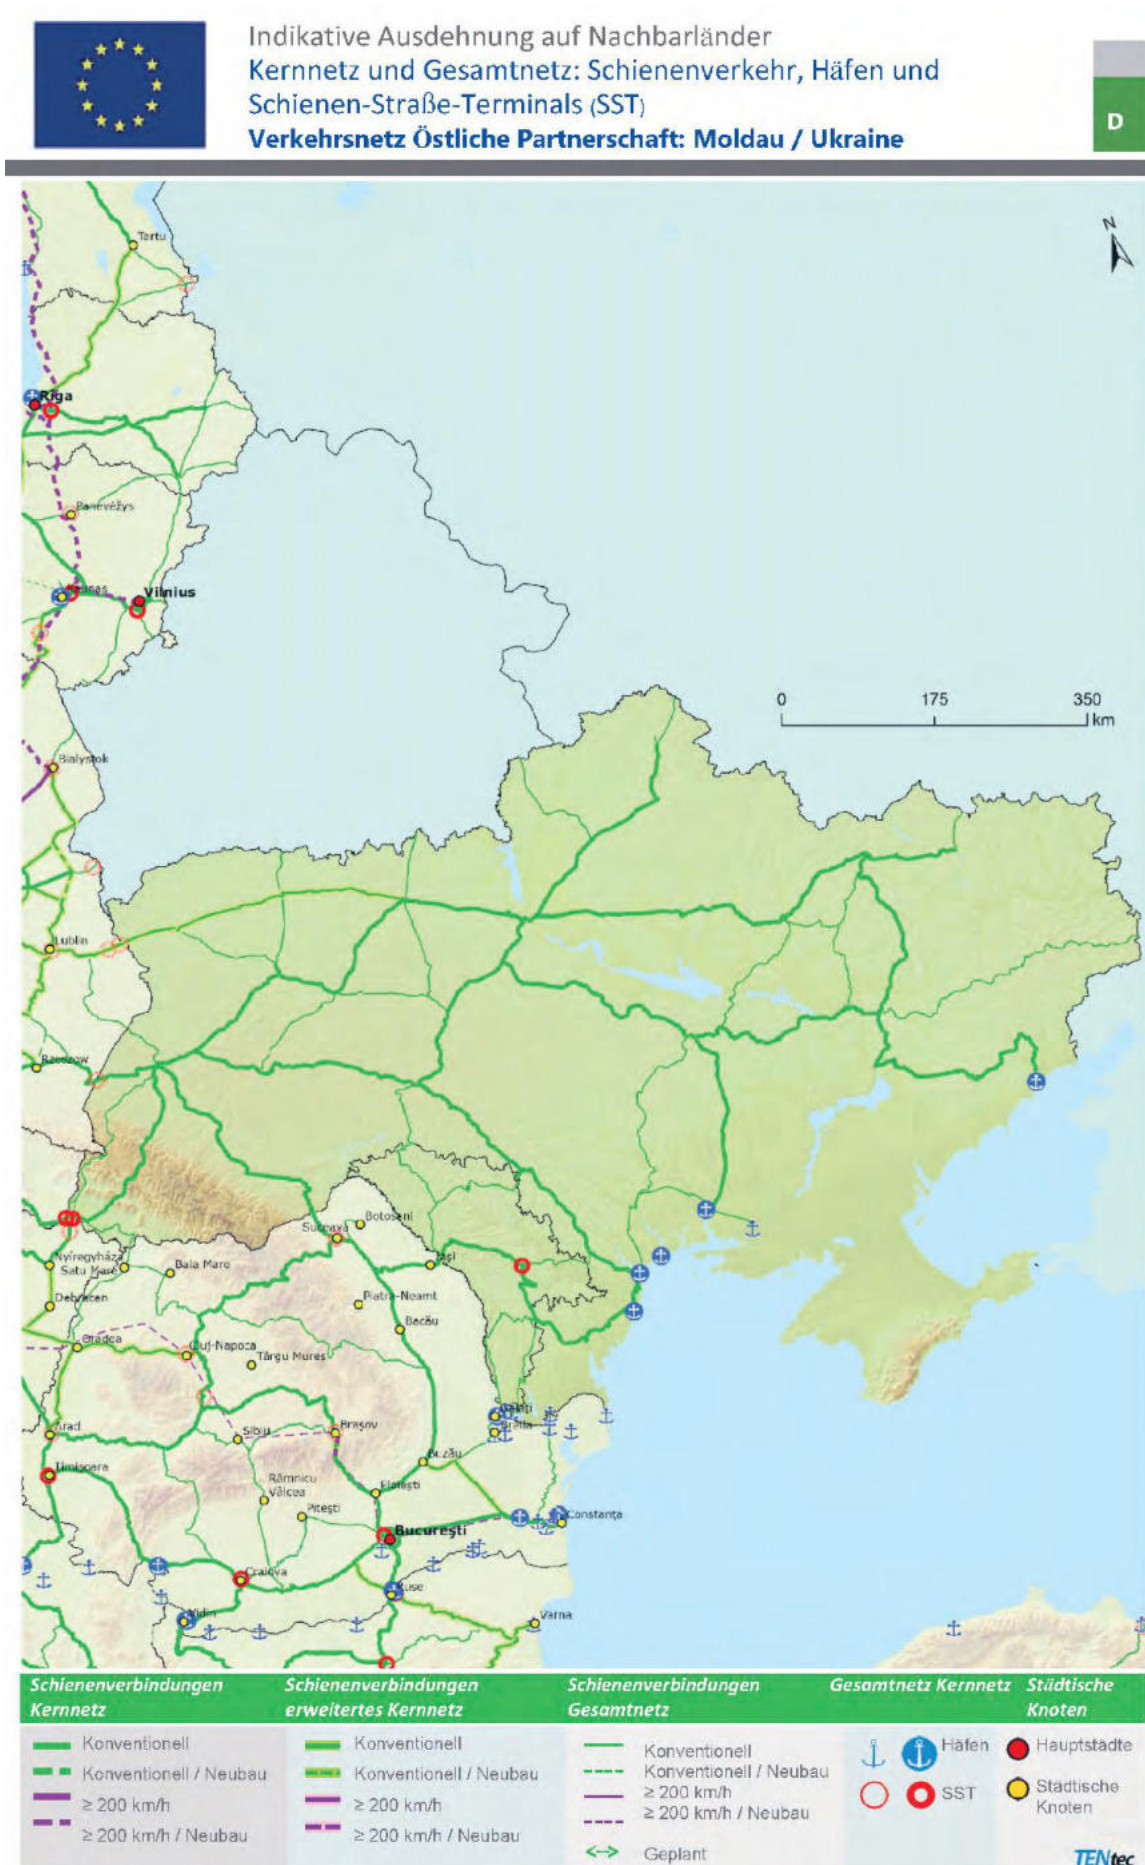 Indikative Ausdehnung auf Nachbarländer
Kernnetz und Gesamtnetz: Schienenverkehr, Häfen und
Schienen-Straße-Terminals (SST)
Verkehrsnetz Östliche Partnerschaft: Moldau / Ukraine
D
N
Tartu
Rīga
Panevėžys
Vilnius
0 175 350
km
Bialystok
Lublin
Rzeszow
Botoșani
Suceava
Nyíregyháza
Iași
Satu Mare
Baia Mare
Debrecen
Piatra-Neamt
Bacău
Oradea
Cluj-Napoca
Târgu Mures
Galați
Brăila
Arad
Sibiu
Brașov
Buzău
Timișoara
Râmnicu
Vâlcea
Ploiești
Pitești
Constanța
București
Craiova
Ruse
Vidin
Varna
Schienenverbindungen
Kernnetz
Konventionell
Konventionell / Neubau
≥ 200 km/h
≥ 200 km/h / Neubau
Schienenverbindungen
erweitertes Kernnetz
Konventionell
Konventionell / Neubau
≥ 200 km/h
≥ 200 km/h / Neubau
Schienenverbindungen
Gesamtnetz
Konventionell
Konventionell / Neubau
≥ 200 km/h
≥ 200 km/h / Neubau
Geplant
Gesamtnetz Kernnetz
Häfen
SST
Städtische
Knoten
Hauptstädte
Städtische
Knoten
TENtec